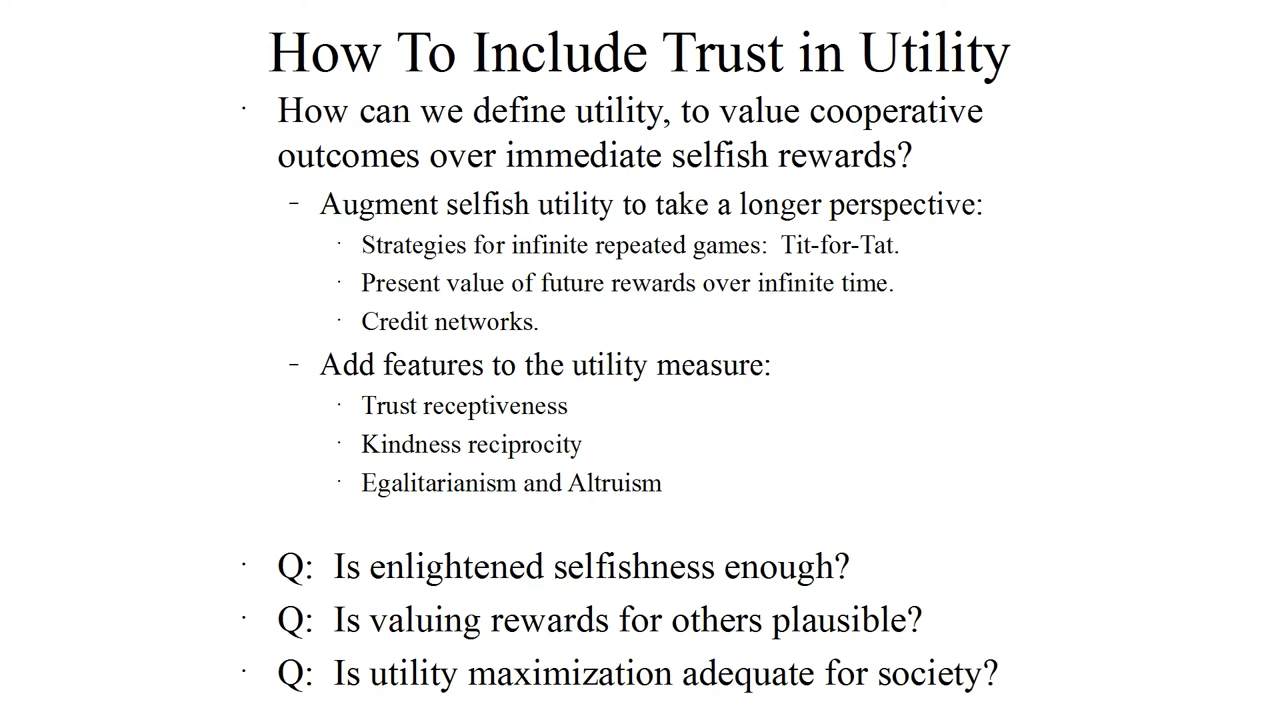 How To Include Trust in Utility
· How can we define utility, to value cooperative
outcomes over immediate selfish rewards?
– Augment selfish utility to take a longer perspective:
· Strategies for infinite repeated games:  Tit-for-Tat.
· Present value of future rewards over infinite time.
· Credit networks.
– Add features to the utility measure:
· Trust receptiveness
· Kindness reciprocity
· Egalitarianism and Altruism
· Q:  Is enlightened selfishness enough?
· Q:  Is valuing rewards for others plausible?
· Q:  Is utility maximization adequate for society?